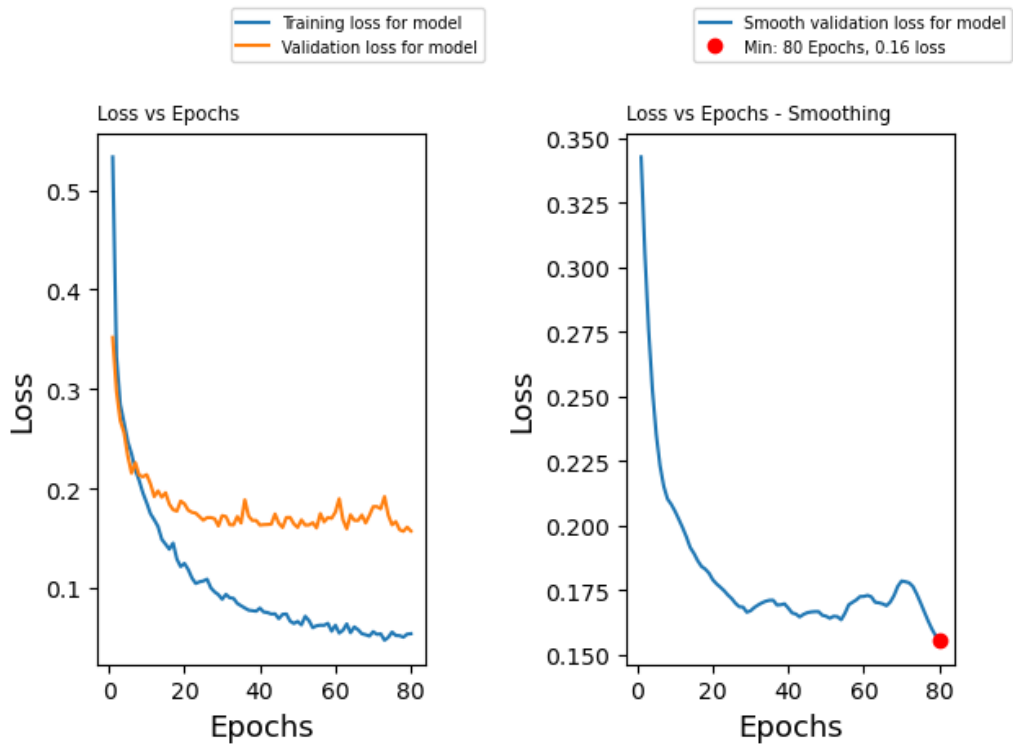 Training loss for model
Validation loss for model
Loss vs Epochs
0.5
0.4
0.3
0.2
0.1
Loss
0 20 40 60 80
Epochs
Smooth validation loss for model
Min: 80 Epochs, 0.16 loss
Loss vs Epochs - Smoothing
0.350
0.325
0.300
0.275
0.250
0.225
0.200
0.175
0.150
Loss
0 20 40 60 80
Epochs